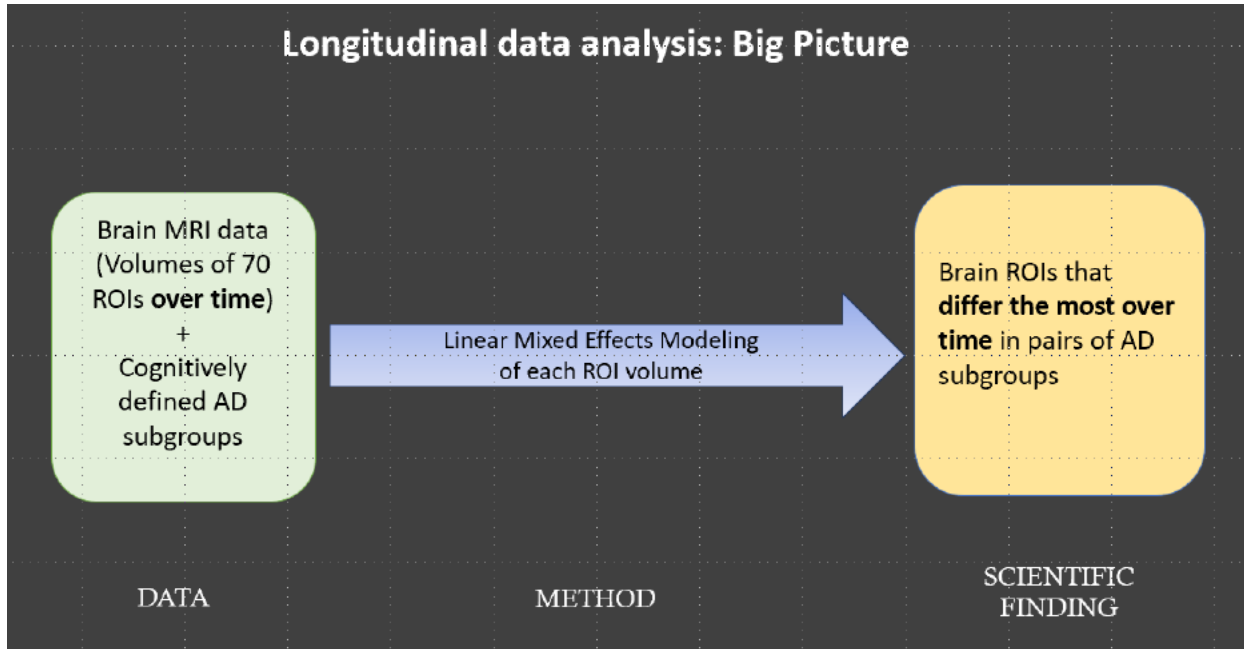 Longitudinal data analysis: Big Picture
Brain MRI data
(Volumes of 70
ROIs over time)
+
Cognitively
defined AD
subgroups
Linear Mixed Effects Modeling
of each ROI volume
Brain ROIs that
differ the most over
time in pairs of AD
subgroups
DATA
METHOD
SCIENTIFIC
FINDING